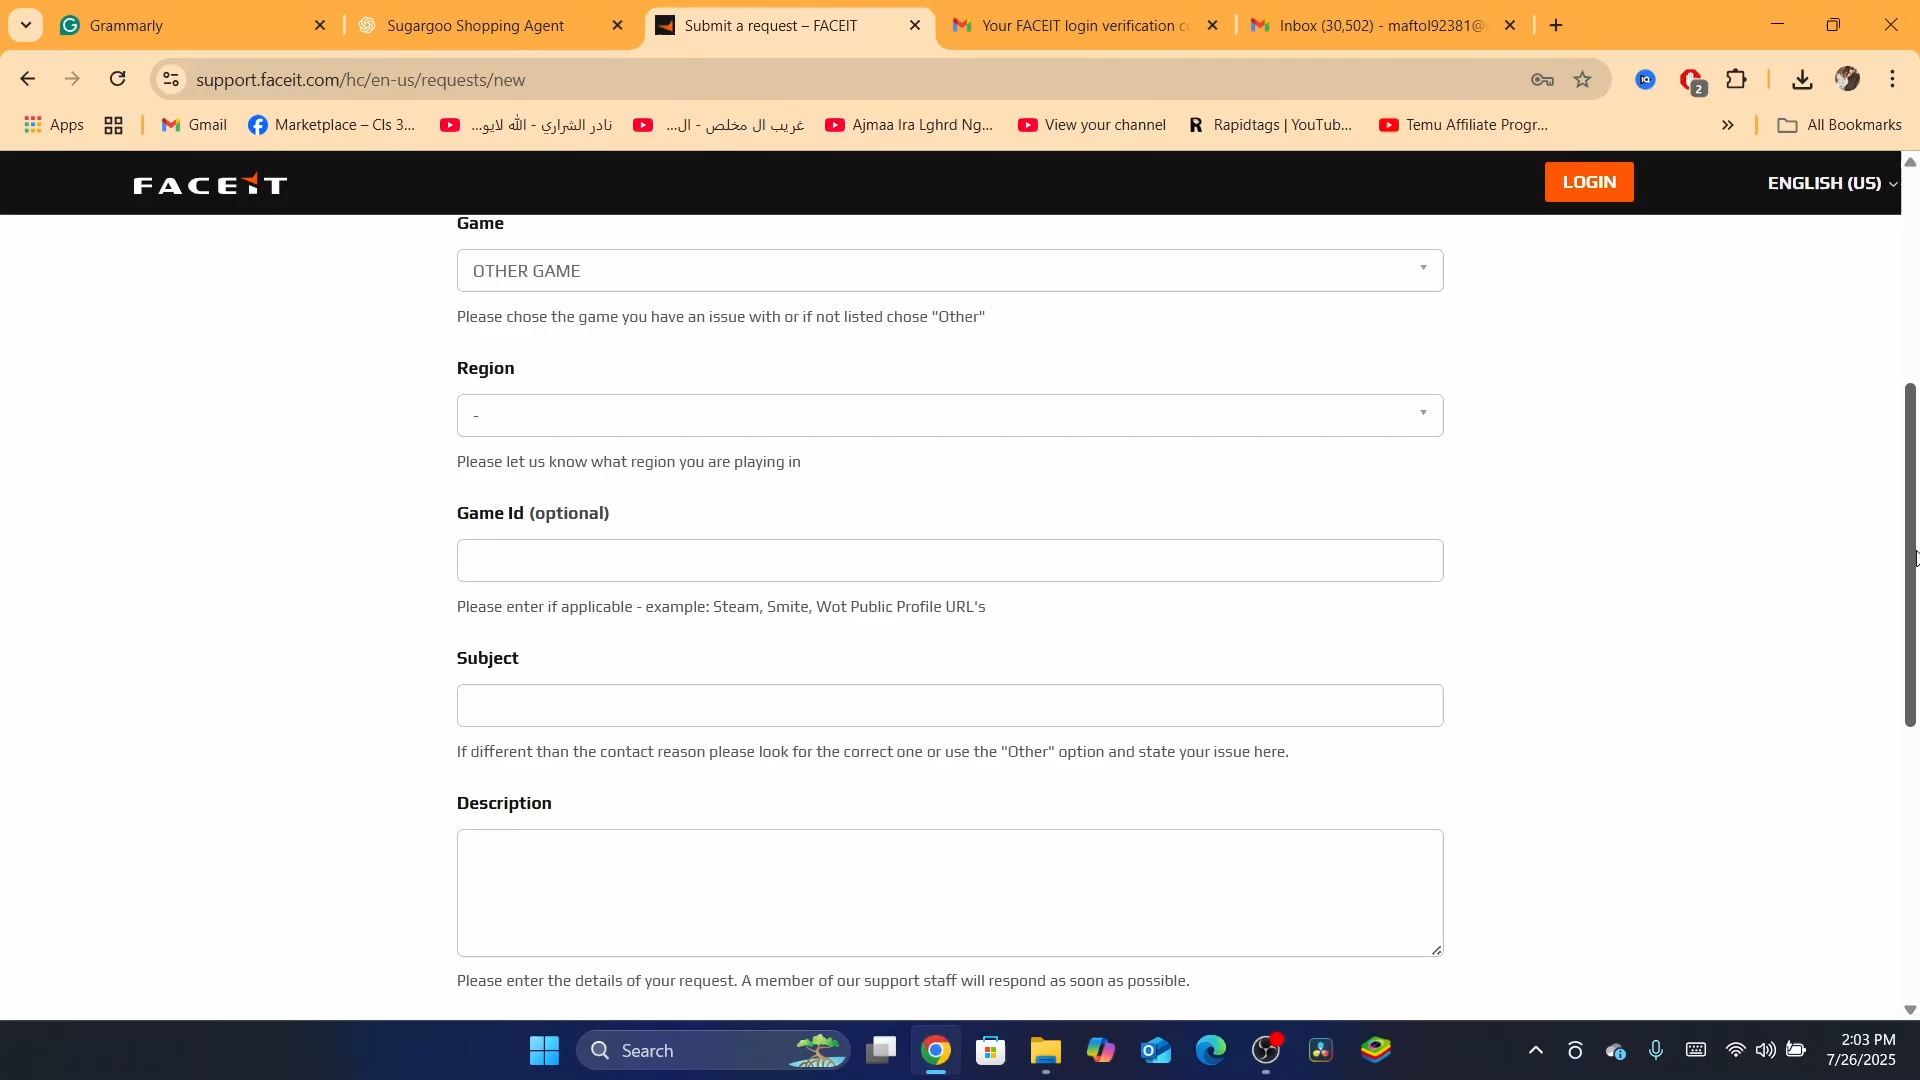 Grammarly
Sugargoo Shopping Agent
Submit a request – FACEIT
Your FACEIT login verification c
Inbox (30,502) - maftol92381@
support.faceit.com/hc/en-us/requests/new
2
Apps
Gmail
Marketplace – Cls 3...
نادر الشراري - الله لايو...
غريب ال مخلص - ال...
Ajmaa Ira Lghrd Ng...
View your channel
Rapidtags | YouTub...
Temu Affiliate Progr...
All Bookmarks
FACEIT
LOGIN
ENGLISH (US)
Game
OTHER GAME
Please chose the game you have an issue with or if not listed chose "Other"
Region
-
Please let us know what region you are playing in
Game Id (optional)
Please enter if applicable - example: Steam, Smite, Wot Public Profile URL's
Subject
If different than the contact reason please look for the correct one or use the "Other" option and state your issue here.
Description
Please enter the details of your request. A member of our support staff will respond as soon as possible.
Search
2:03 PM
7/26/2025